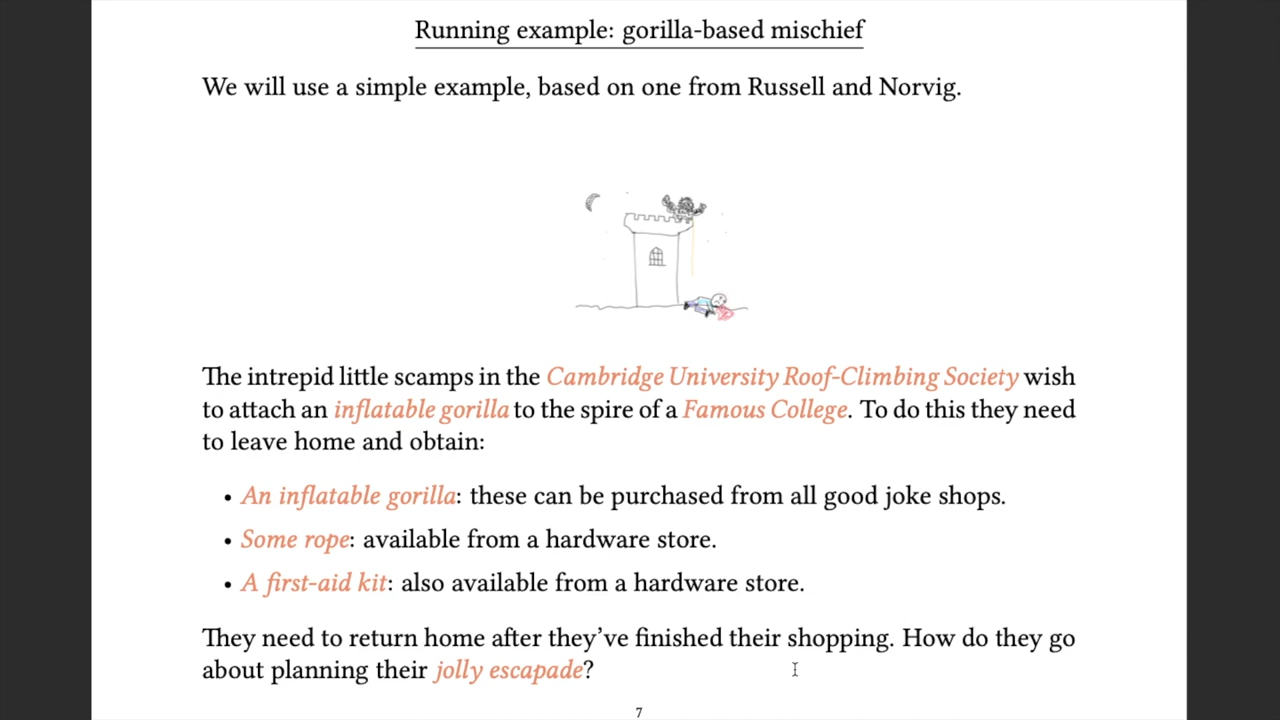 Running example: gorilla-based mischief
We will use a simple example, based on one from Russell and Norvig.
The intrepid little scamps in the Cambridge University Roof-Climbing Society wish
to attach an inflatable gorilla to the spire of a Famous College. To do this they need
to leave home and obtain:
• An inflatable gorilla: these can be purchased from all good joke shops.
• Some rope: available from a hardware store.
• A first-aid kit: also available from a hardware store.
They need to return home after they’ve finished their shopping. How do they go
about planning their jolly escapade?
7